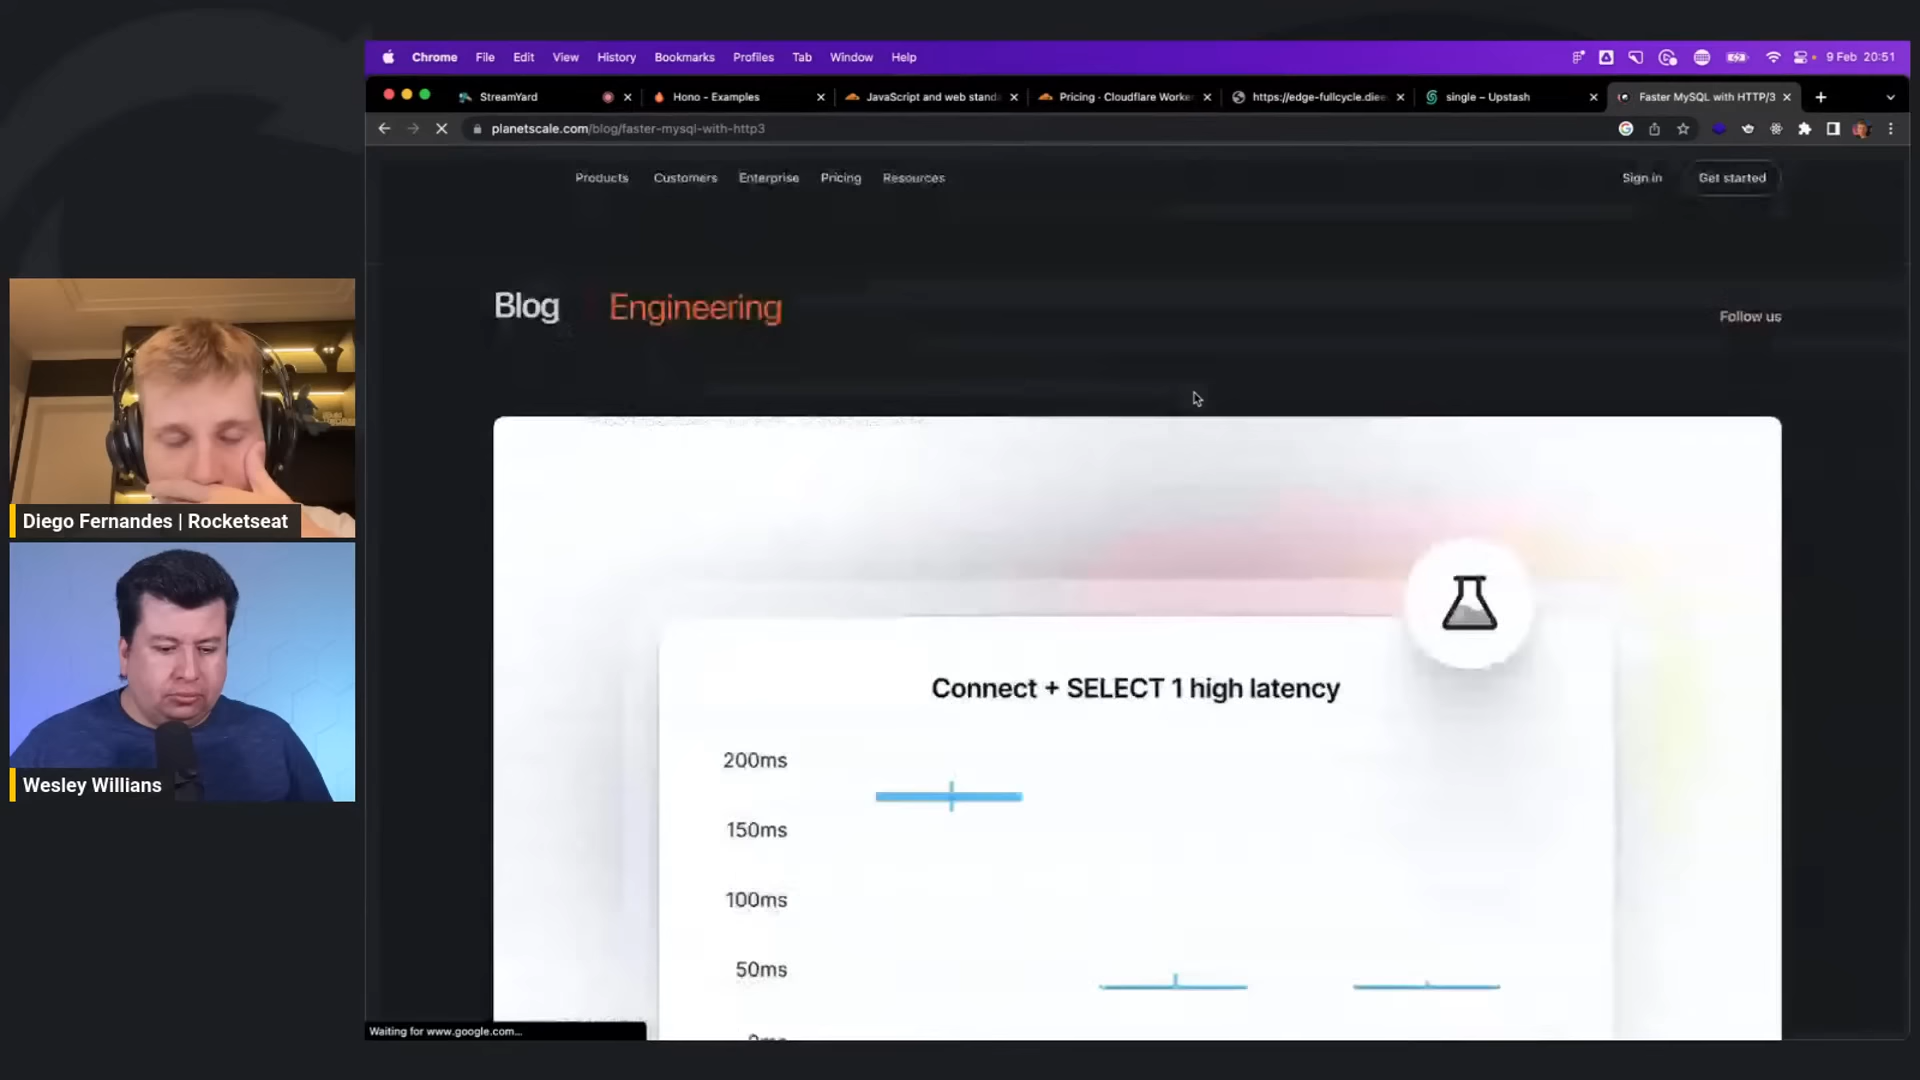 Chrome File Edit View History Bookmarks Profiles Tab Window Help
9 Feb 20:51
StreamYard
Hono - Examples
JavaScript and web stand
Pricing · Cloudflare Worker
https://edge-fullcycle.diee
single – Upstash
Faster MySQL with HTTP/3
planetscale.com/blog/faster-mysql-with-http3
Products Customers Enterprise Pricing Resources
Sign in Get started
Blog Engineering
Follow us
Connect + SELECT 1 high latency
200ms
150ms
100ms
50ms
0ms
Waiting for www.google.com...
Diego Fernandes | Rocketseat
Wesley Willians